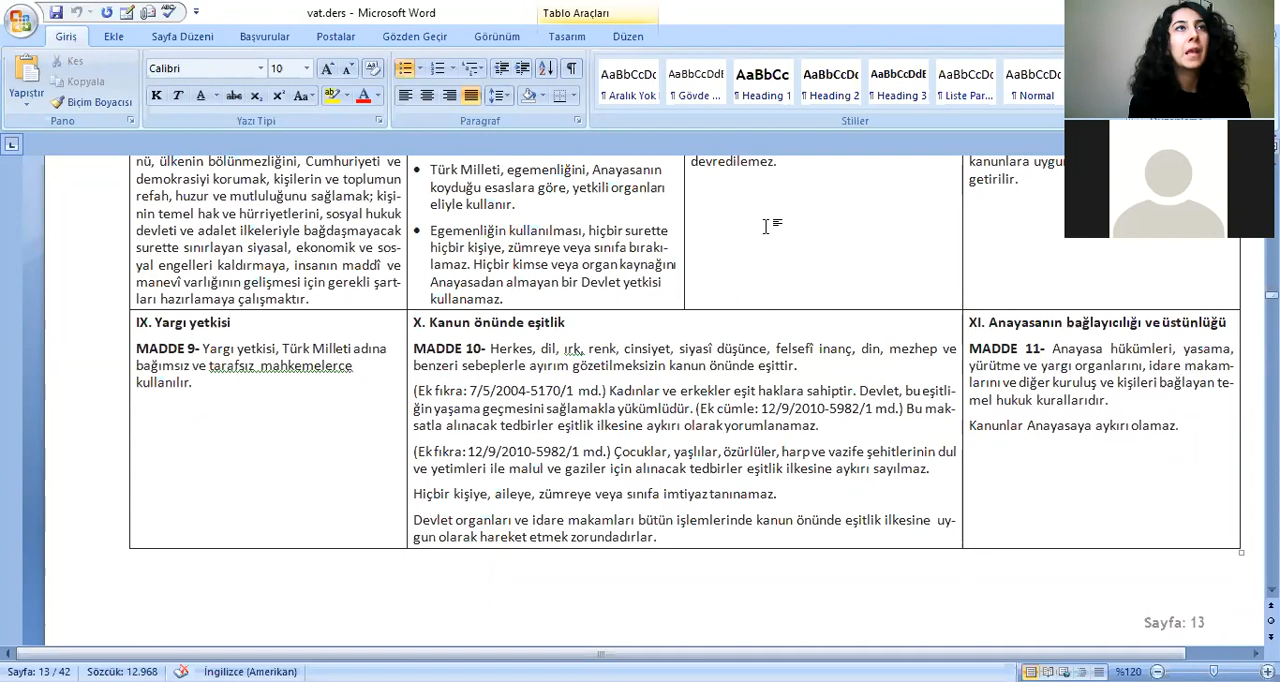 vat.ders - Microsoft Word
Tablo Araçları
Giriş Ekle Sayfa Düzeni Başvurular Postalar Gözden Geçir Görünüm Tasarım Düzen
Yapıştır
Kes
Kopyala
Biçim Boyacısı
Pano
Calibri 10
Yazı Tipi
Paragraf
AaBbCcDc AaBbCcDdE AaBbCc AaBbCcDc AaBbCcDdE AaBbCcDc AaBbCcDc
¶ Aralık Yok ¶ Gövde ... ¶ Heading 1 ¶ Heading 2 ¶ Heading 3 ¶ Liste Par... ¶ Normal
Stiller
nü, ülkenin bölünmezliğini, Cumhuriyeti ve
demokrasiyi korumak, kişilerin ve toplumun
refah, huzur ve mutluluğunu sağlamak; kişi-
nin temel hak ve hürriyetlerini, sosyal hukuk
devleti ve adalet ilkeleriyle bağdaşmayacak
surette sınırlayan siyasal, ekonomik ve sos-
yal engelleri kaldırmaya, insanın maddî ve
manevî varlığının gelişmesi için gerekli şart-
ları hazırlamaya çalışmaktır.
• Türk Milleti, egemenliğini, Anayasanın
koyduğu esaslara göre, yetkili organları
eliyle kullanır.
• Egemenliğin kullanılması, hiçbir surette
hiçbir kişiye, zümreye veya sınıfa bırakı-
lamaz. Hiçbir kimse veya organ kaynağını
Anayasadan almayan bir Devlet yetkisi
kullanamaz.
devredilemez.
kanunlara uygu
getirilir.
IX. Yargı yetkisi
MADDE 9- Yargı yetkisi, Türk Milleti adına
bağımsız ve tarafsız mahkemelerce
kullanılır.
X. Kanun önünde eşitlik
MADDE 10- Herkes, dil, ırk, renk, cinsiyet, siyasî düşünce, felsefî inanç, din, mezhep ve
benzeri sebeplerle ayırım gözetilmeksizin kanun önünde eşittir.
(Ek fıkra: 7/5/2004-5170/1 md.) Kadınlar ve erkekler eşit haklara sahiptir. Devlet, bu eşitli-
ğin yaşama geçmesini sağlamakla yükümlüdür. (Ek cümle: 12/9/2010-5982/1 md.) Bu mak-
satla alınacak tedbirler eşitlik ilkesine aykırı olarak yorumlanamaz.
(Ek fıkra: 12/9/2010-5982/1 md.) Çocuklar, yaşlılar, özürlüler, harp ve vazife şehitlerinin dul
ve yetimleri ile malul ve gaziler için alınacak tedbirler eşitlik ilkesine aykırı sayılmaz.
Hiçbir kişiye, aileye, zümreye veya sınıfa imtiyaz tanınamaz.
Devlet organları ve idare makamları bütün işlemlerinde kanun önünde eşitlik ilkesine uy-
gun olarak hareket etmek zorundadırlar.
XI. Anayasanın bağlayıcılığı ve üstünlüğü
MADDE 11- Anayasa hükümleri, yasama,
yürütme ve yargı organlarını, idare makam-
larını ve diğer kuruluş ve kişileri bağlayan te-
mel hukuk kurallarıdır.
Kanunlar Anayasaya aykırı olamaz.
Sayfa: 13
Sayfa: 13 / 42 Sözcük: 12.968 İngilizce (Amerikan) %120